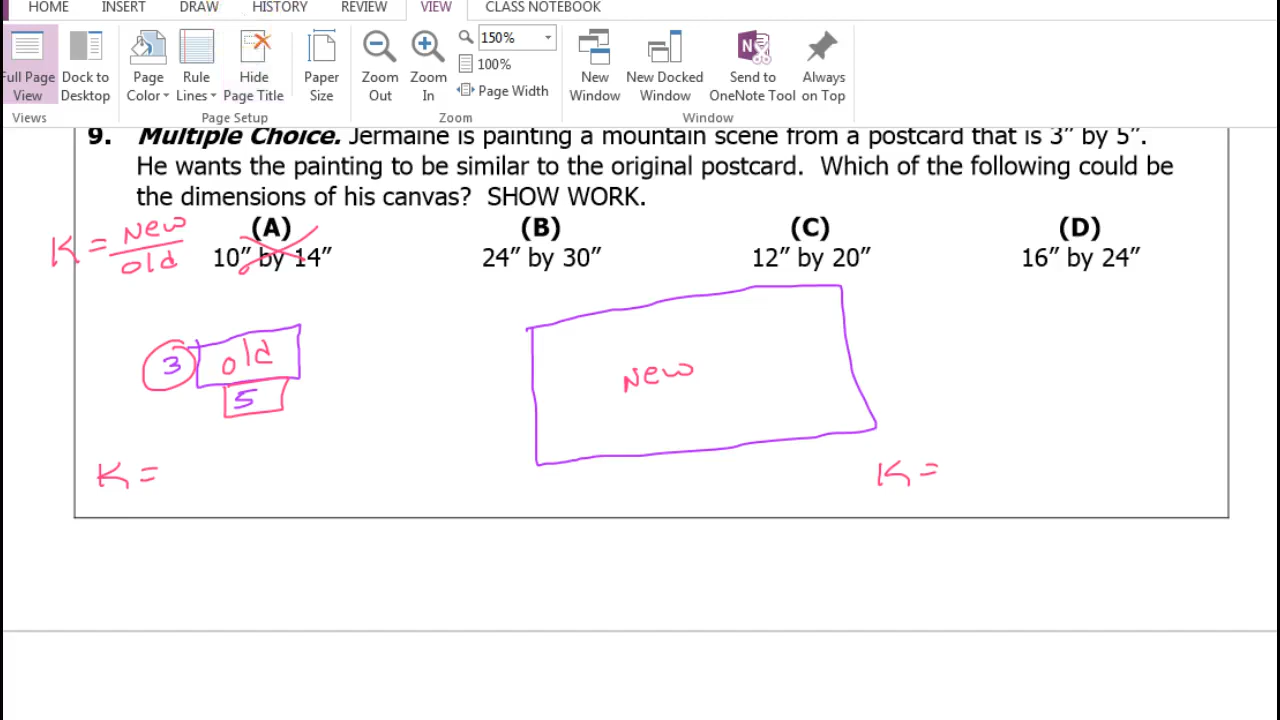 HOME INSERT DRAW HISTORY REVIEW VIEW CLASS NOTEBOOK
Full Page View
Dock to Desktop
Page Color
Rule Lines
Hide Page Title
Paper Size
Zoom Out
Zoom In
150%
100%
Page Width
New Window
New Docked Window
Send to OneNote Tool
Always on Top
Views Page Setup Zoom Window
9. Multiple Choice. Jermaine is painting a mountain scene from a postcard that is 3” by 5”.
He wants the painting to be similar to the original postcard. Which of the following could be
the dimensions of his canvas? SHOW WORK.
(A) (B) (C) (D)
10” by 14” 24” by 30” 12” by 20” 16” by 24”
K = New
old
3 old
5
New
K =
K =